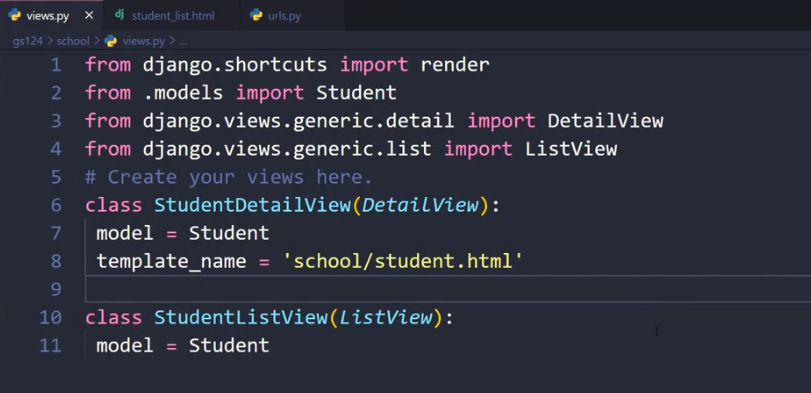 views.py × dj student_list.html urls.py
gs124 > school > views.py > ...
1 from django.shortcuts import render
2 from .models import Student
3 from django.views.generic.detail import DetailView
4 from django.views.generic.list import ListView
5 # Create your views here.
6 class StudentDetailView(DetailView):
7 model = Student
8 template_name = 'school/student.html'
9
10 class StudentListView(ListView):
11 model = Student